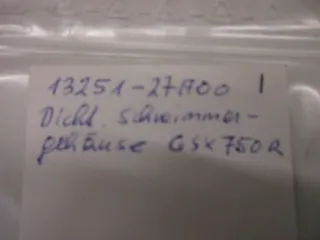 13251-27A00 1
Dicht. Schwimmer-
gehäuse GSX750R